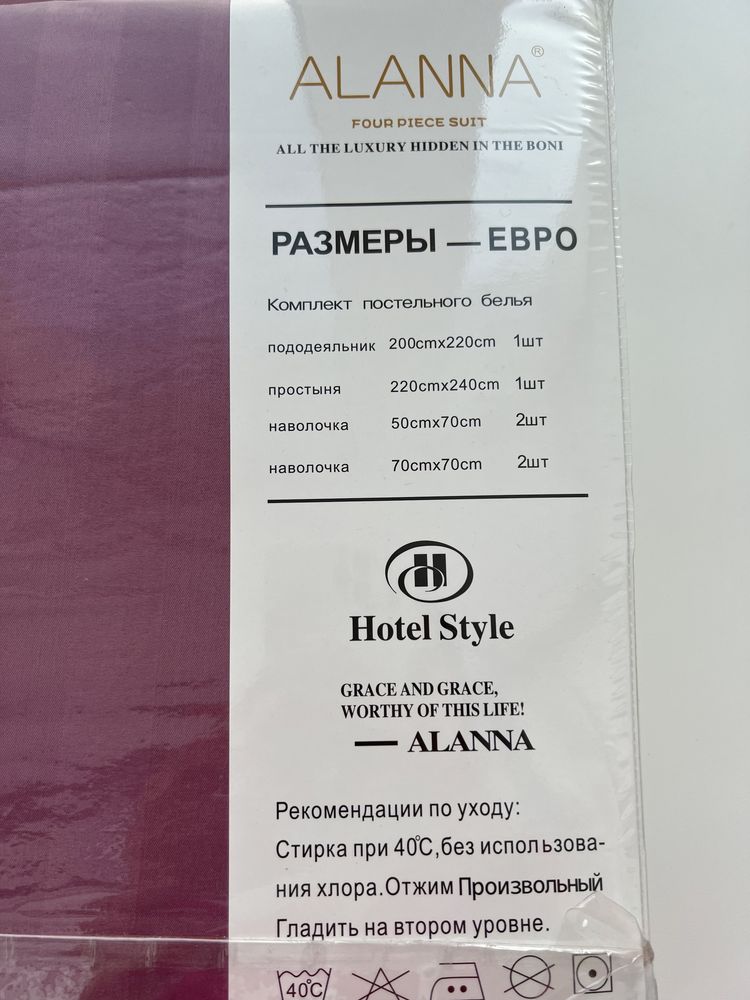 ALANNA®
FOUR PIECE SUIT
ALL THE LUXURY HIDDEN IN THE BONI
РАЗМЕРЫ — ЕВРО
Комплект постельного белья
пододеяльник 200cmx220cm 1шт
простыня 220cmx240cm 1шт
наволочка 50cmx70cm 2шт
наволочка 70cmx70cm 2шт
H
Hotel Style
GRACE AND GRACE,
WORTHY OF THIS LIFE!
— ALANNA
Рекомендации по уходу:
Стирка при 40℃,без использова-
ния хлора.Отжим Произвольный
Гладить на втором уровне.
40℃